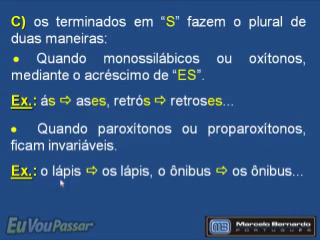 C) os terminados em “S” fazem o plural de
duas maneiras:
• Quando monossilábicos ou oxítonos,
mediante o acréscimo de “ES”.
Ex.: ás ⇨ ases, retrós ⇨ retroses...
• Quando paroxítonos ou proparoxítonos,
ficam invariáveis.
Ex.: o lápis ⇨ os lápis, o ônibus ⇨ os ônibus...
EuVouPassar
MB Marcelo Bernardo
PORTUGUÊS